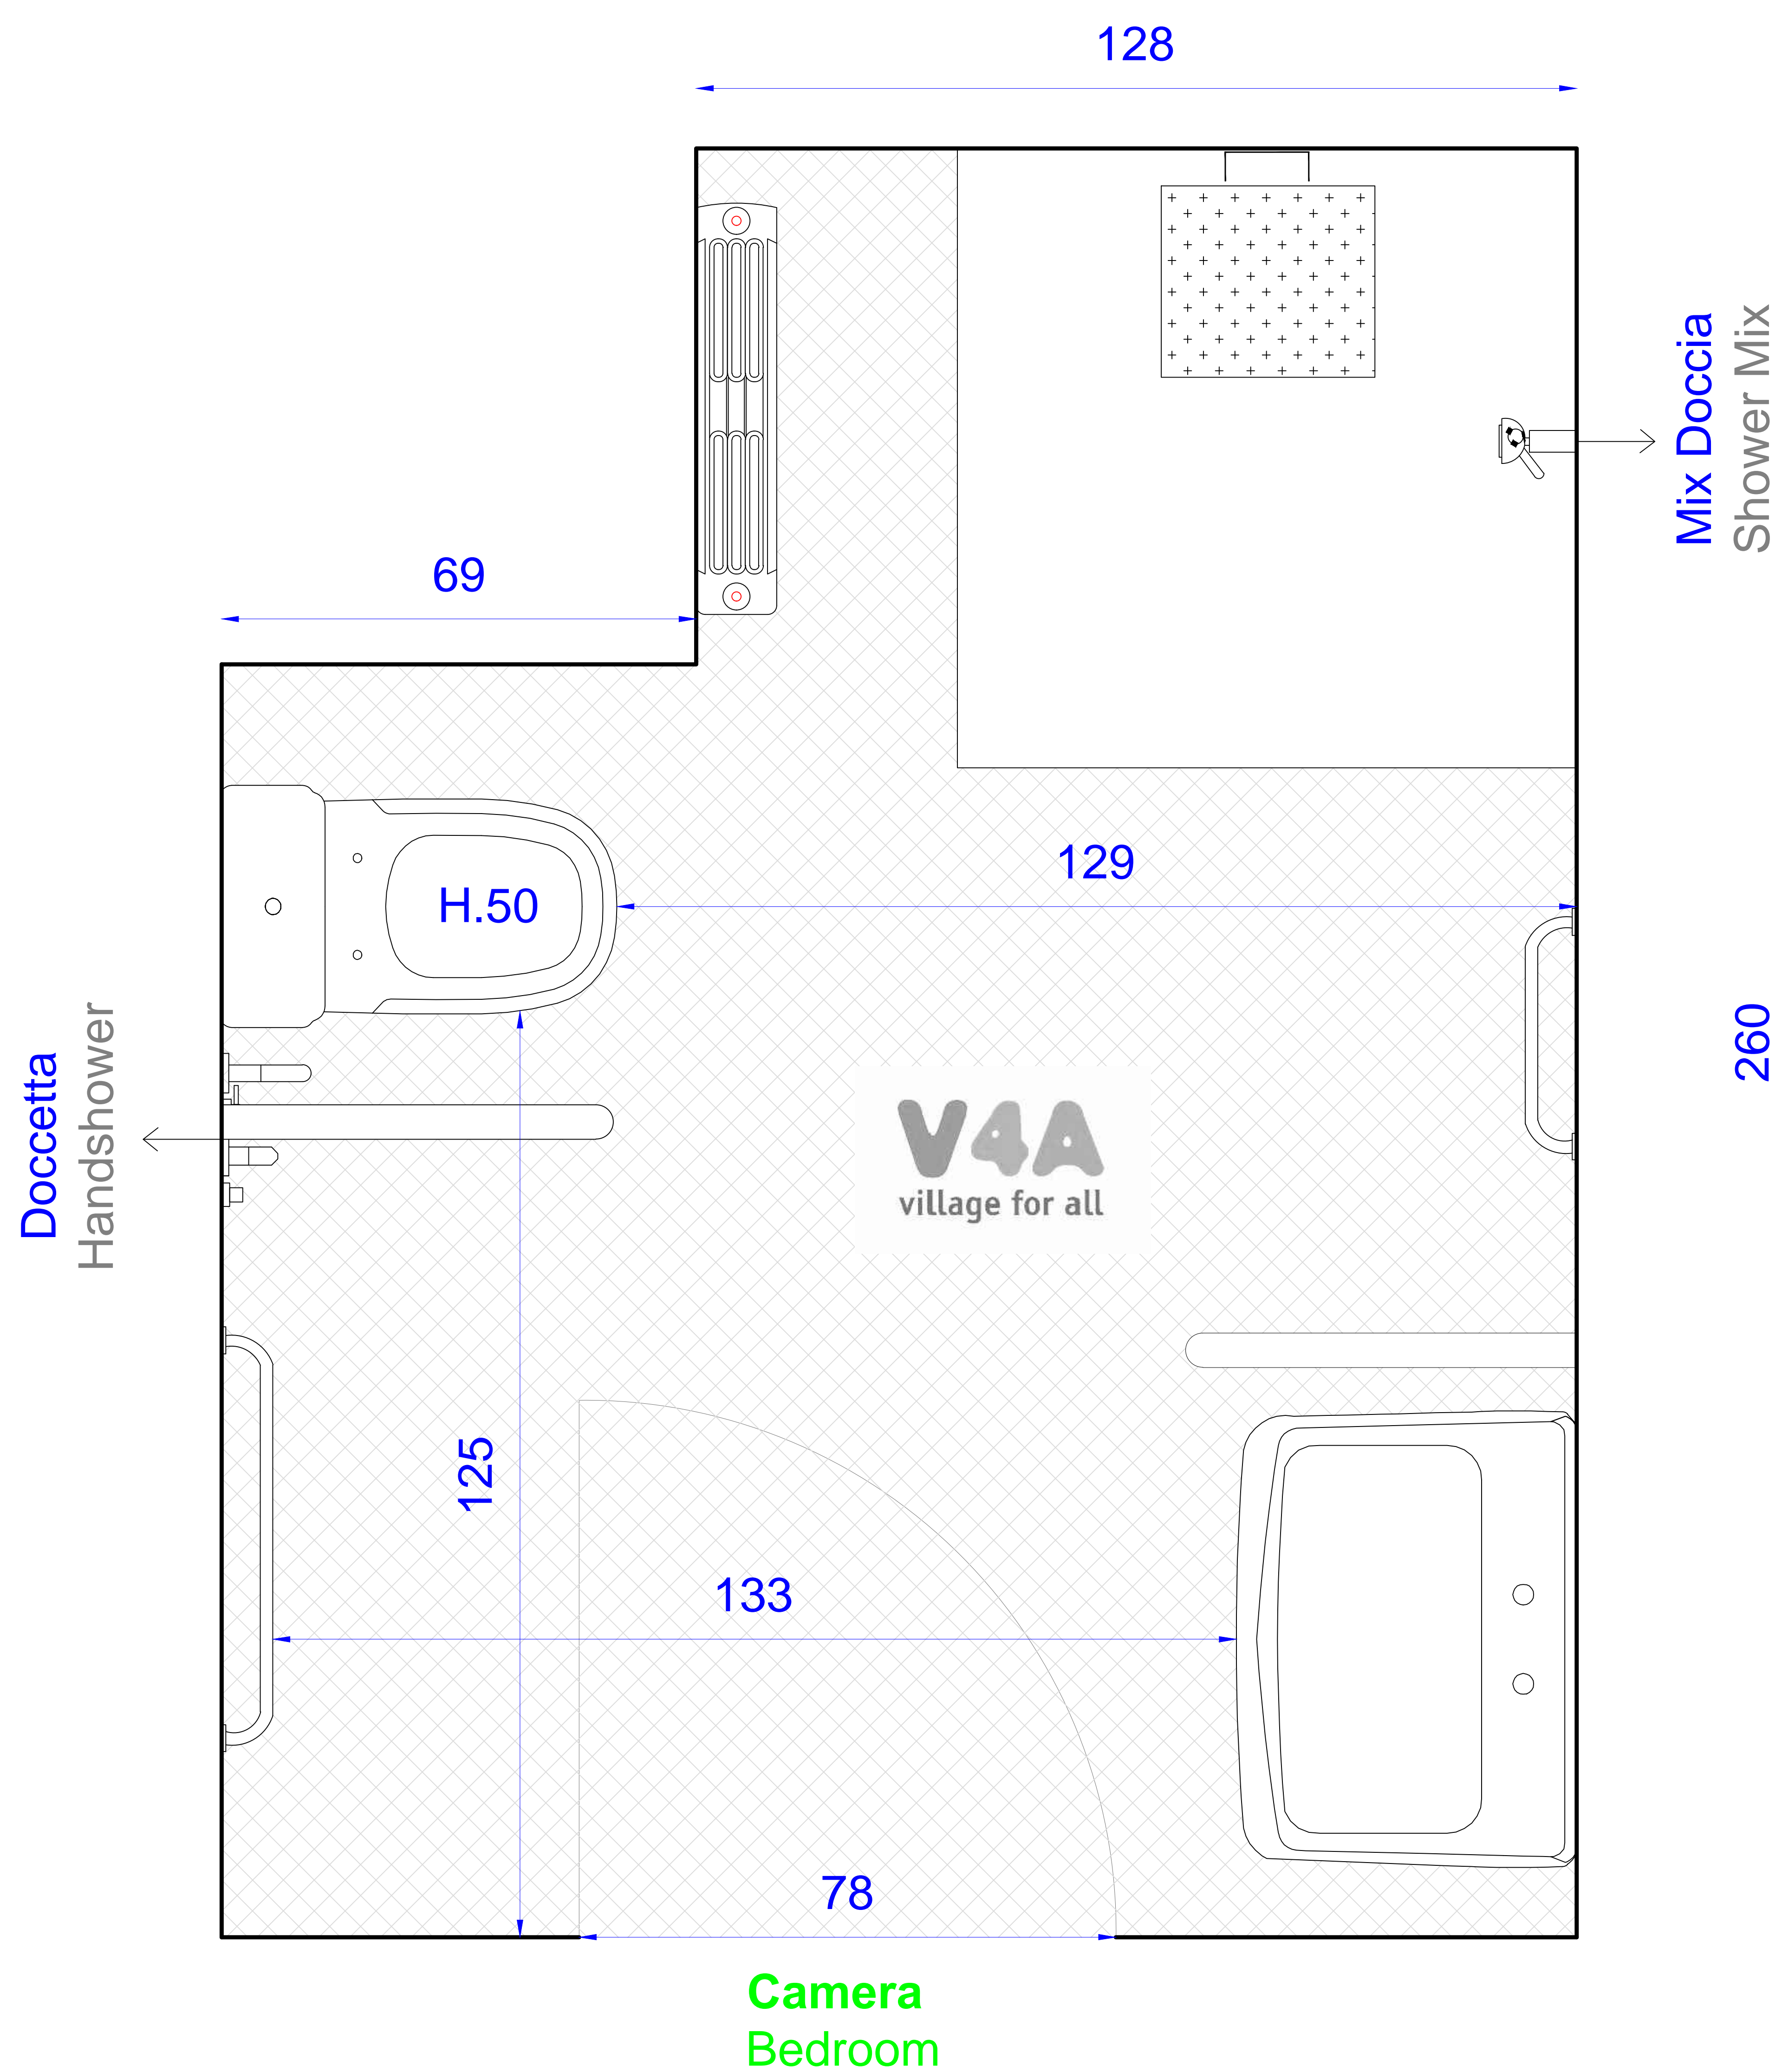 128
Mix Doccia
Shower Mix
69
129
H.50
260
Doccetta
Handshower
V4A
village for all
125
133
78
Camera
Bedroom